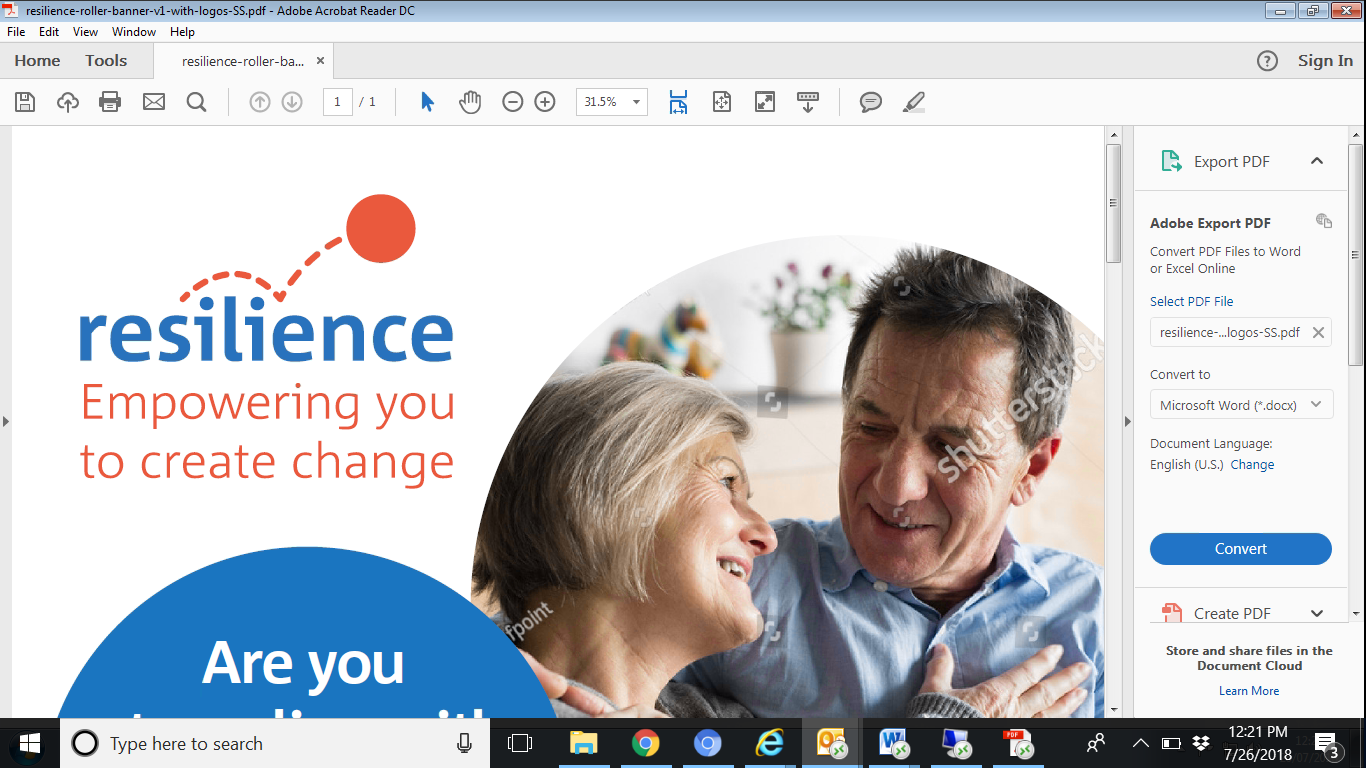 resilience-roller-banner-v1-with-logos-SS.pdf - Adobe Acrobat Reader DC
File Edit View Window Help
Home Tools resilience-roller-ba... × Sign In
1 / 1 31.5%
resilience
Empowering you
to create change
shutterstock
fpoint
Are you
Export PDF
Adobe Export PDF
Convert PDF Files to Word
or Excel Online
Select PDF File
resilience-...logos-SS.pdf
Convert to
Microsoft Word (*.docx)
Document Language:
English (U.S.) Change
Convert
Create PDF
Store and share files in the
Document Cloud
Learn More
Type here to search
12:21 PM
7/26/2018
3